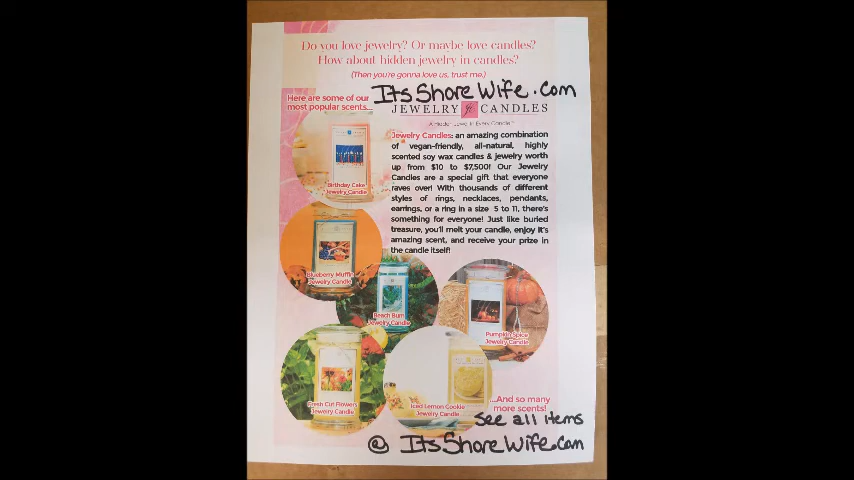 Do you love jewelry? Or maybe love candles?
How about hidden jewelry in candles?
(Then you're gonna love us, trust me.)
ItsShoreWife.com
Here are some of our
most popular scents...
JEWELRY CANDLES
A Hidden Jewel In Every Candle
Jewelry Candles: an amazing combination
of vegan-friendly, all-natural, highly
scented soy wax candles & jewelry worth
up from $10 to $7,500! Our Jewelry
Candles are a special gift that everyone
raves over! With thousands of different
styles of rings, necklaces, pendants,
earrings, or a ring in a size 5 to 11, there's
something for everyone! Just like buried
treasure, you'll melt your candle, enjoy it's
amazing scent, and receive your prize in
the candle itself!
Birthday Cake
Jewelry Candle
Blueberry Muffin
Jewelry Candle
Beach Bum
Jewelry Candle
Pumpkin Spice
Jewelry Candle
Fresh Cut Flowers
Jewelry Candle
Iced Lemon Cookie
Jewelry Candle
...And so many
more scents!
See all items
@ ItsShoreWife.com